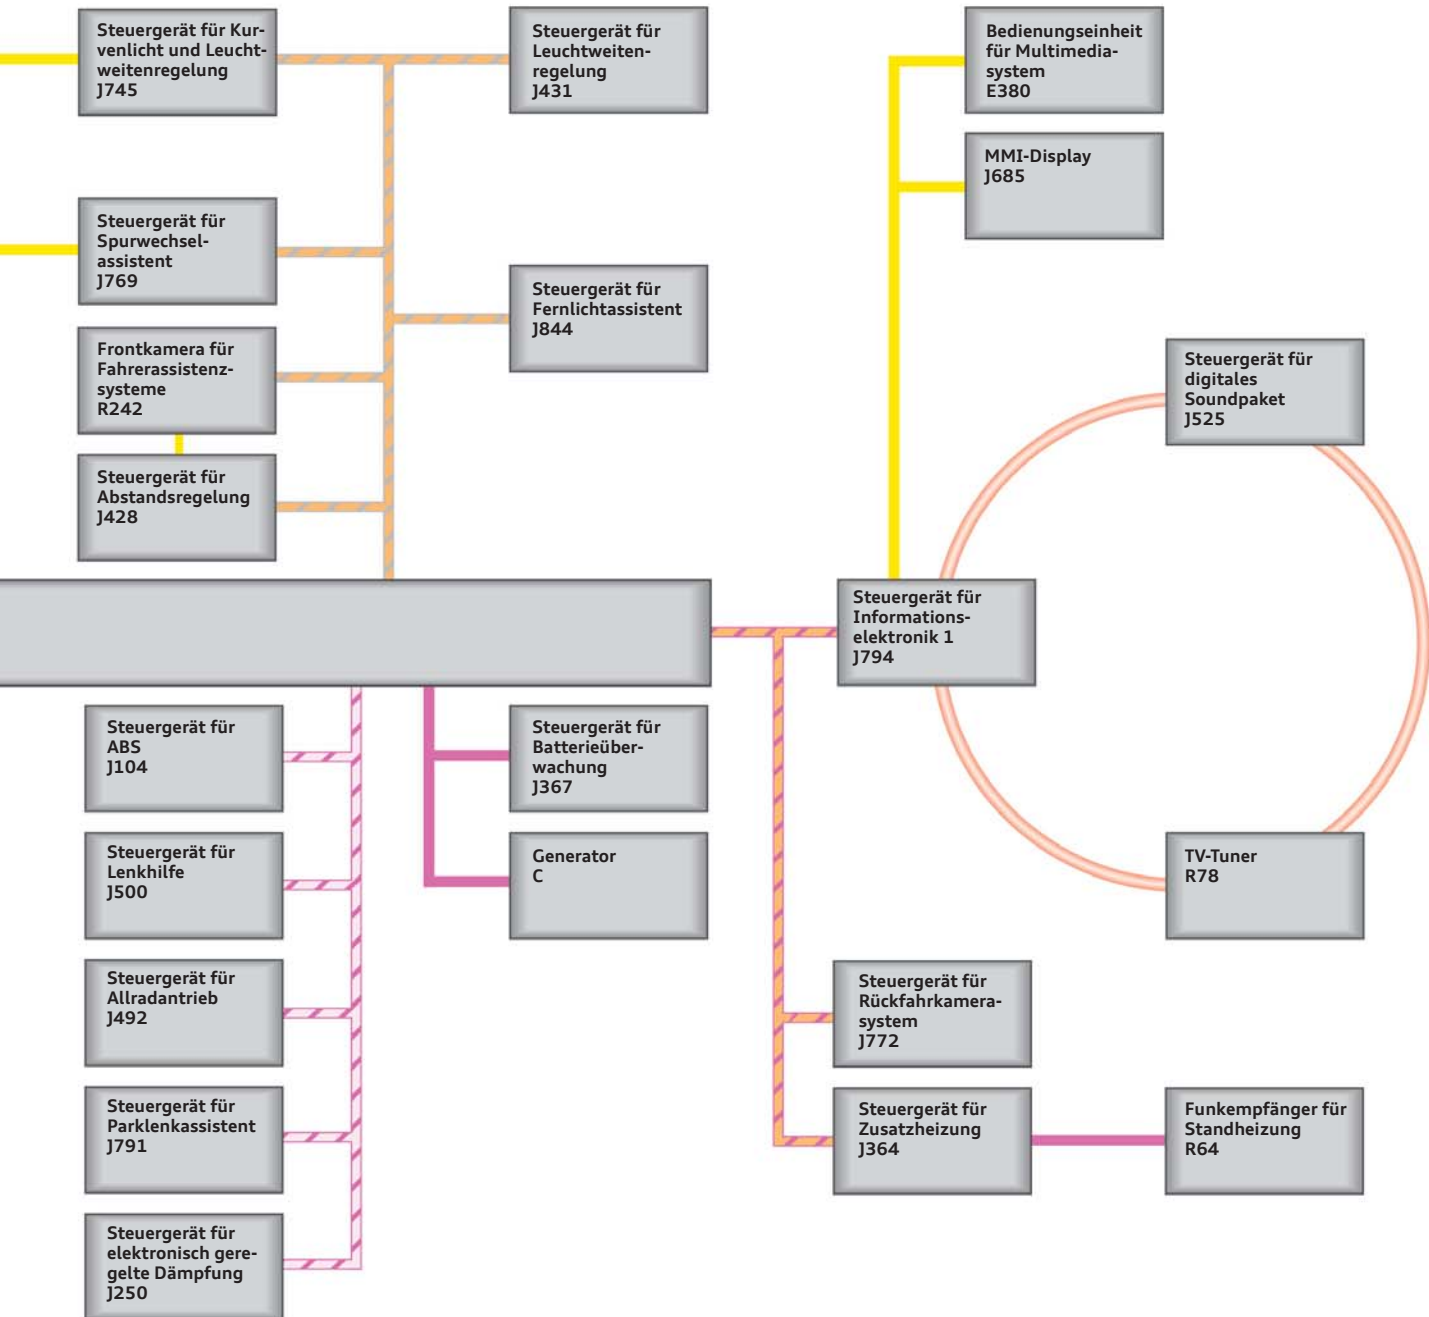 Steuergerät für Kur-
venlicht und Leucht-
weitenregelung
J745
Steuergerät für
Leuchtweiten-
regelung
J431
Bedienungseinheit
für Multimedia-
system
E380
MMI-Display
J685
Steuergerät für
Spurwechsel-
assistent
J769
Steuergerät für
Fernlichtassistent
J844
Frontkamera für
Fahrerassistenz-
systeme
R242
Steuergerät für
digitales
Soundpaket
J525
Steuergerät für
Abstandsregelung
J428
Steuergerät für
Informations-
elektronik 1
J794
Steuergerät für
ABS
J104
Steuergerät für
Batterieüber-
wachung
J367
Steuergerät für
Lenkhilfe
J500
Generator
C
TV-Tuner
R78
Steuergerät für
Allradantrieb
J492
Steuergerät für
Rückfahrkamera-
system
J772
Steuergerät für
Parklenkassistent
J791
Steuergerät für
Zusatzheizung
J364
Funkempfänger für
Standheizung
R64
Steuergerät für
elektronisch gere-
gelte Dämpfung
J250